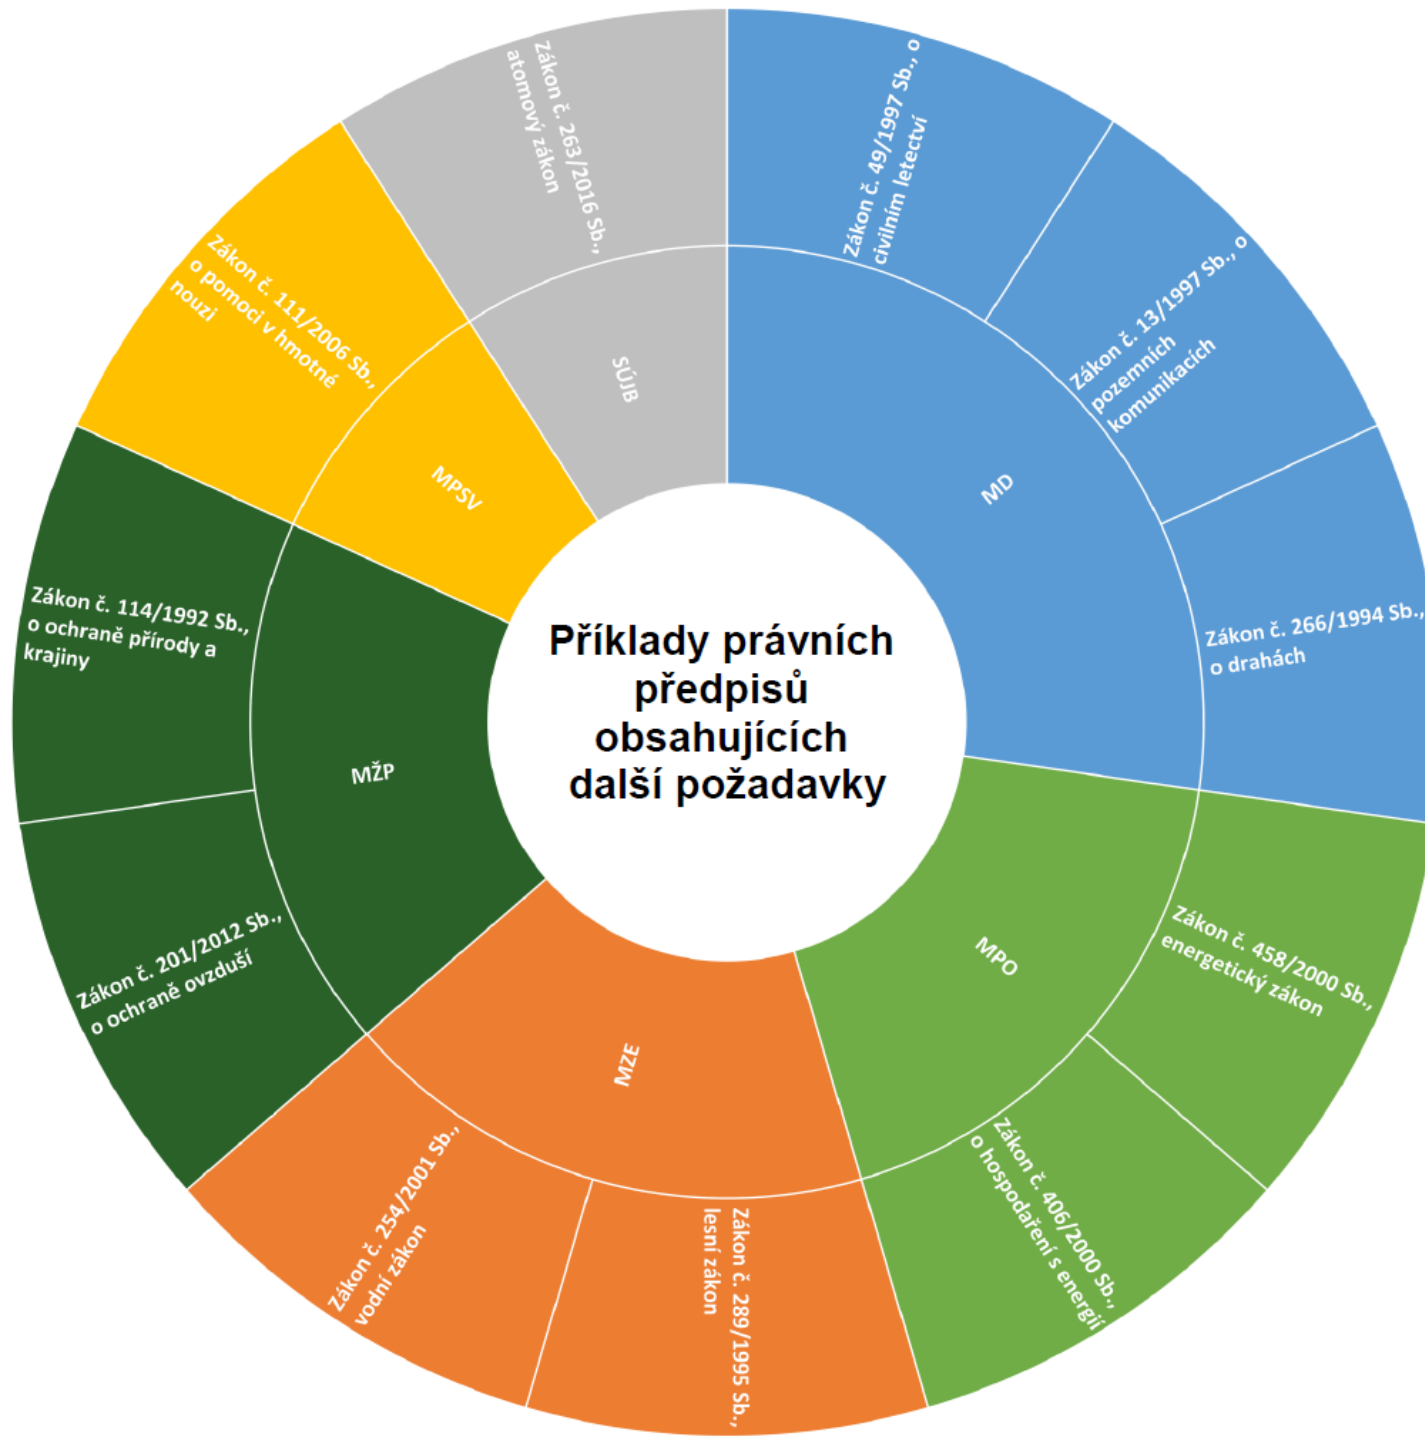 Příklady právních
předpisů
obsahujících
další požadavky
MD
Zákon č. 49/1997 Sb., o
civilním letectví
Zákon č. 13/1997 Sb., o
pozemních
komunikacích
Zákon č. 266/1994 Sb.,
o drahách
MPO
Zákon č. 458/2000 Sb.,
energetický zákon
Zákon č. 406/2000 Sb.,
o hospodaření s energií
MZE
Zákon č. 289/1995 Sb.,
lesní zákon
Zákon č. 254/2001 Sb.,
vodní zákon
MŽP
Zákon č. 201/2012 Sb.,
o ochraně ovzduší
Zákon č. 114/1992 Sb.,
o ochraně přírody a
krajiny
MPSV
Zákon č. 111/2006 Sb.,
o pomoci v hmotné
nouzi
SÚJB
Zákon č. 263/2016 Sb.,
atomový zákon